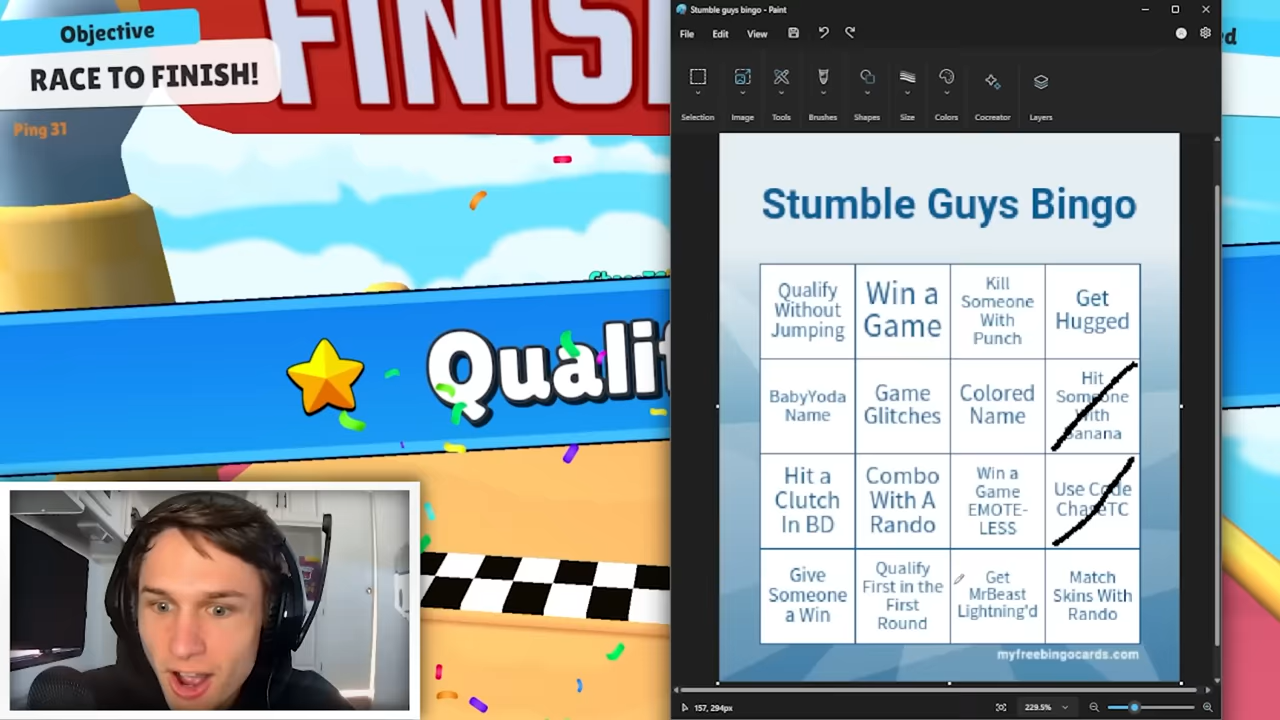 Objective
RACE TO FINISH!
Ping 31
FINIS
Qualif
Stumble guys bingo - Paint
File Edit View
Selection Image Tools Brushes Shapes Size Colors Cocreator Layers
Stumble Guys Bingo
Qualify
Without
Jumping
Win a
Game
Kill
Someone
With
Punch
Get
Hugged
BabyYoda
Name
Game
Glitches
Colored
Name
Hit
Someone
With
Banana
Hit a
Clutch
In BD
Combo
With A
Rando
Win a
Game
EMOTE-
LESS
Use Code
ChaseTC
Give
Someone
a Win
Qualify
First in the
First
Round
Get
MrBeast
Lightning'd
Match
Skins With
Rando
myfreebingocards.com
157, 294px
229.5%